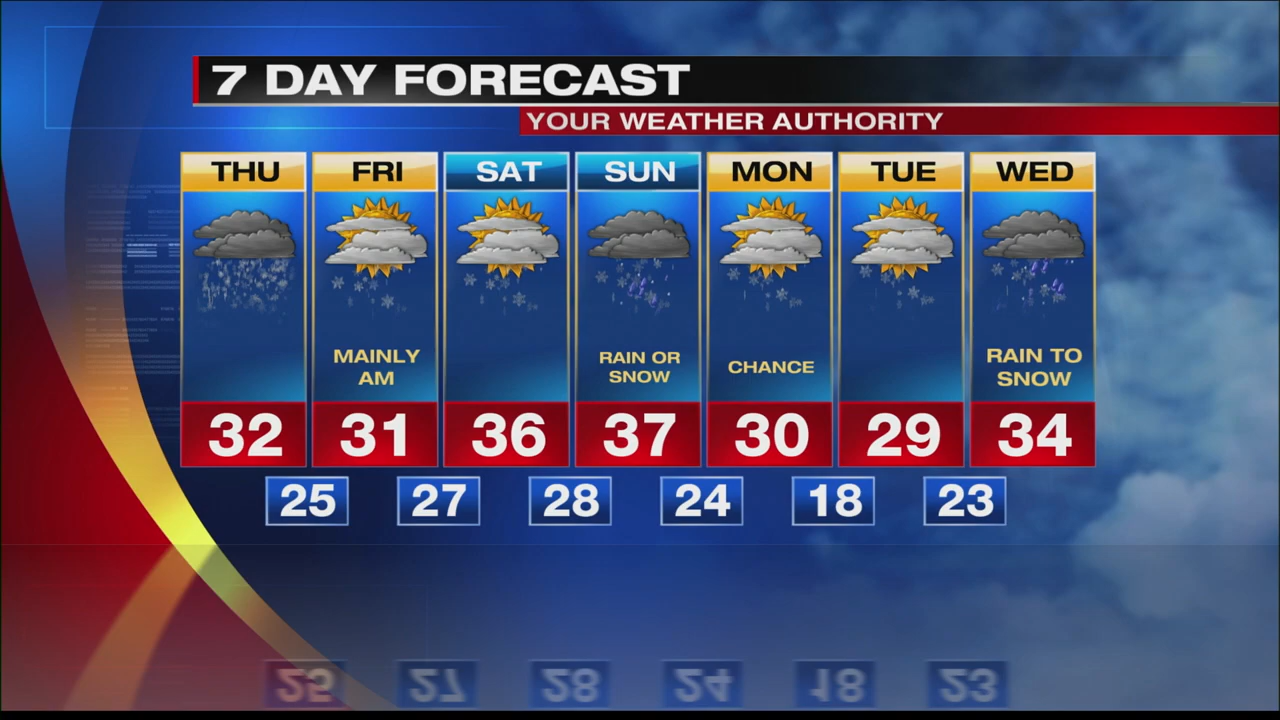 7 DAY FORECAST
YOUR WEATHER AUTHORITY
THU FRI SAT SUN MON TUE WED
MAINLY AM
RAIN OR SNOW
CHANCE
RAIN TO SNOW
32 31 36 37 30 29 34
25 27 28 24 18 23